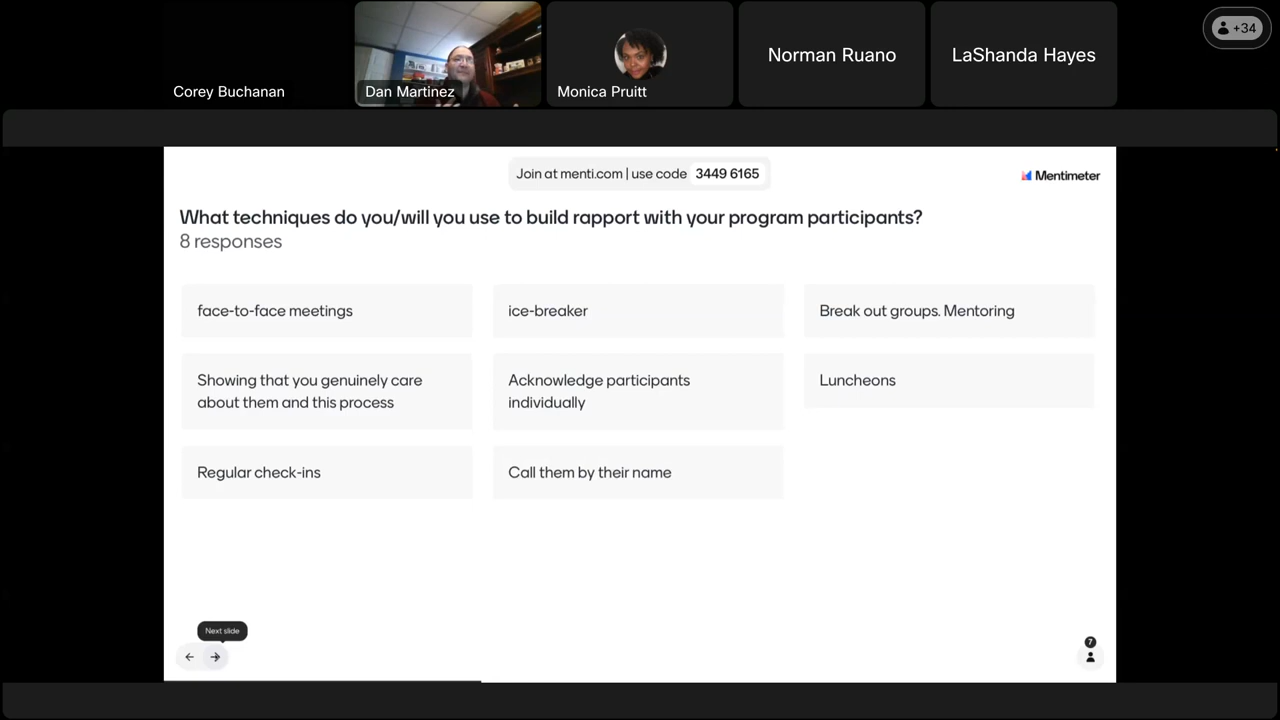 Corey Buchanan
Dan Martinez
Monica Pruitt
Norman Ruano
LaShanda Hayes
+34
Join at menti.com | use code 3449 6165
Mentimeter
What techniques do you/will you use to build rapport with your program participants?
8 responses
face-to-face meetings
ice-breaker
Break out groups. Mentoring
Showing that you genuinely care
about them and this process
Acknowledge participants
individually
Luncheons
Regular check-ins
Call them by their name
Next slide
7